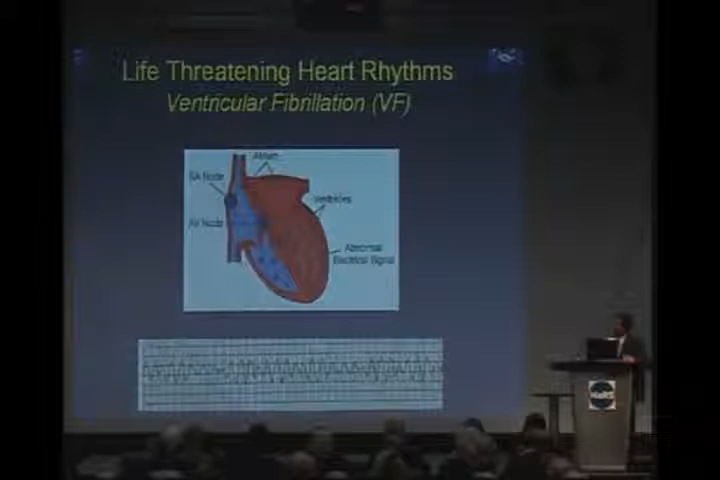 Life Threatening Heart Rhythms
Ventricular Fibrillation (VF)
Atrium
SA Node
Ventricles
AV Node
Abnormal
Electrical Signal